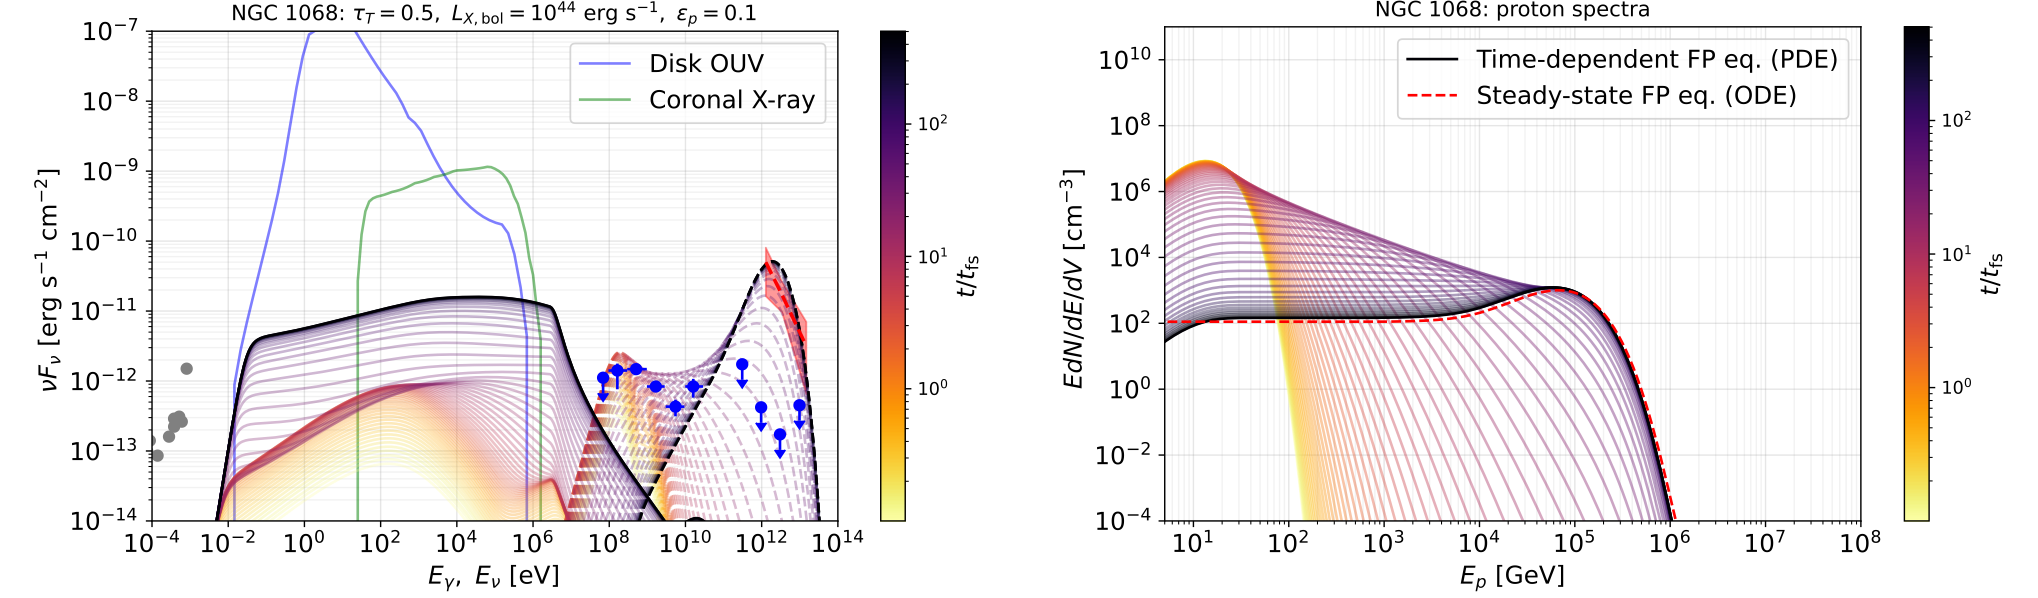 NGC 1068: τ_T = 0.5, L_{X,bol} = 10^{44} erg s^{−1}, ε_p = 0.1
Disk OUV
Coronal X-ray
νF_ν [erg s^{−1} cm^{−2}]
10^{−7}
10^{−8}
10^{−9}
10^{−10}
10^{−11}
10^{−12}
10^{−13}
10^{−14}
10^{−4} 10^{−2} 10^{0} 10^{2} 10^{4} 10^{6} 10^{8} 10^{10} 10^{12} 10^{14}
E_γ, E_ν [eV]
10^{2}
10^{1}
10^{0}
t/t_{fs}
NGC 1068: proton spectra
Time-dependent FP eq. (PDE)
Steady-state FP eq. (ODE)
EdN/dE/dV [cm^{−3}]
10^{10}
10^{8}
10^{6}
10^{4}
10^{2}
10^{0}
10^{−2}
10^{−4}
10^{1} 10^{2} 10^{3} 10^{4} 10^{5} 10^{6} 10^{7} 10^{8}
E_p [GeV]
10^{2}
10^{1}
10^{0}
t/t_{fs}